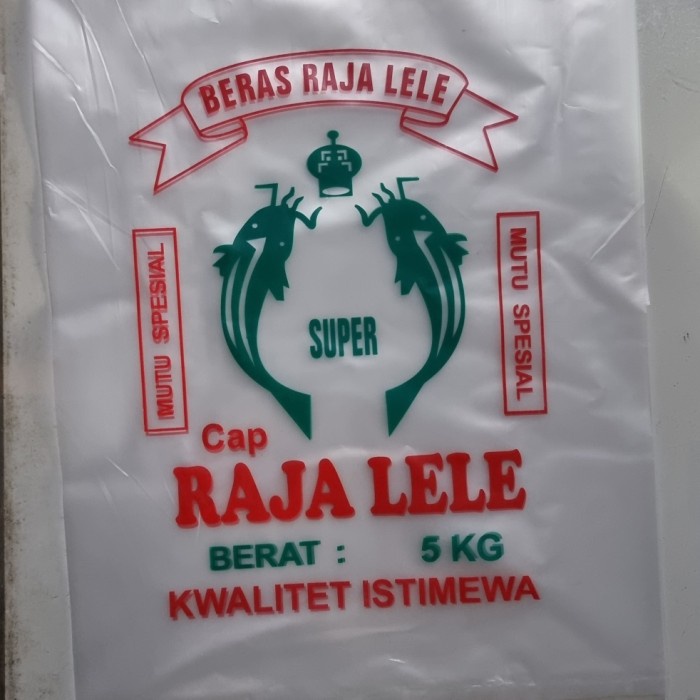 BERAS RAJA LELE
MUTU SPESIAL
MUTU SPESIAL
SUPER
Cap
RAJA LELE
BERAT : 5 KG
KWALITET ISTIMEWA